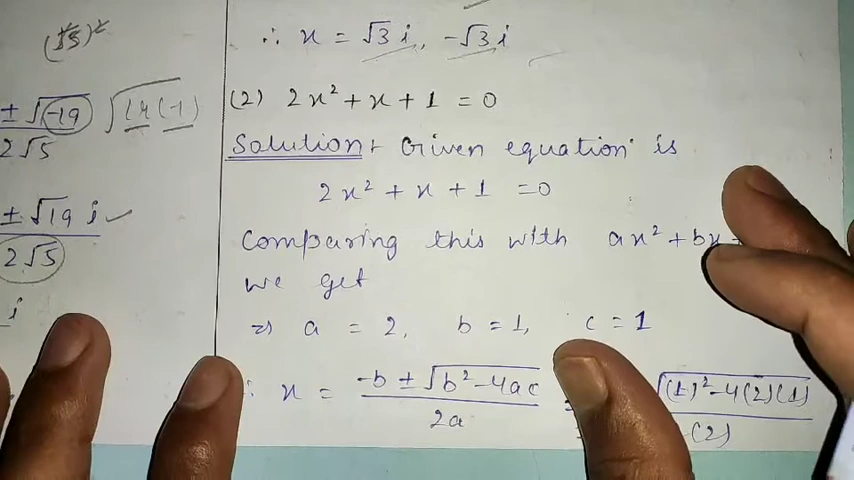 (√5)²
± √-19
2√5
√19(-1)
± √19 i
2√5
i
∴ x = √3 i, -√3 i
(2) 2x² + x + 1 = 0
Solution + Given equation is
2x² + x + 1 = 0
Comparing this with ax² + bx +
we get
⇒ a = 2, b = 1, c = 1
∴ x = -b ± √b² - 4ac
2a
√(1)² - 4(2)(1)
(2)